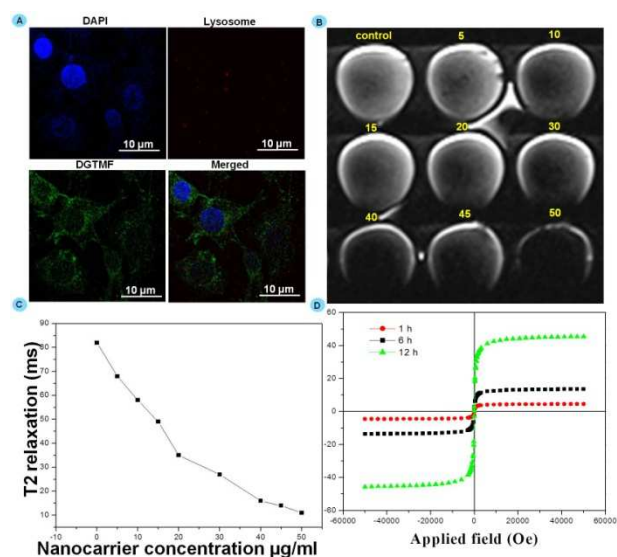 A
DAPI
Lysosome
10 µm
10 µm
DGTMF
Merged
10 µm
10 µm
B
control
5
10
15
20
30
40
45
50
C
90
80
70
60
50
40
30
20
10
T2 relaxation (ms)
-10
0
10
20
30
40
50
Nanocarrier concentration µg/ml
D
1 h
6 h
12 h
60
40
20
0
-20
-40
-60
-60000
-40000
-20000
0
20000
40000
60000
Applied field (Oe)